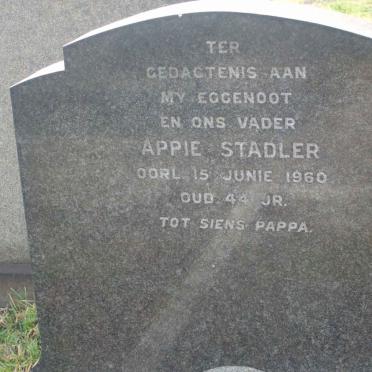 TER
GEDACTENIS AAN
MY EGGENOOT
EN ONS VADER
APPIE STADLER
OORL. 15 JUNIE 1960
OUD 44 JR.
TOT SIENS PAPPA.